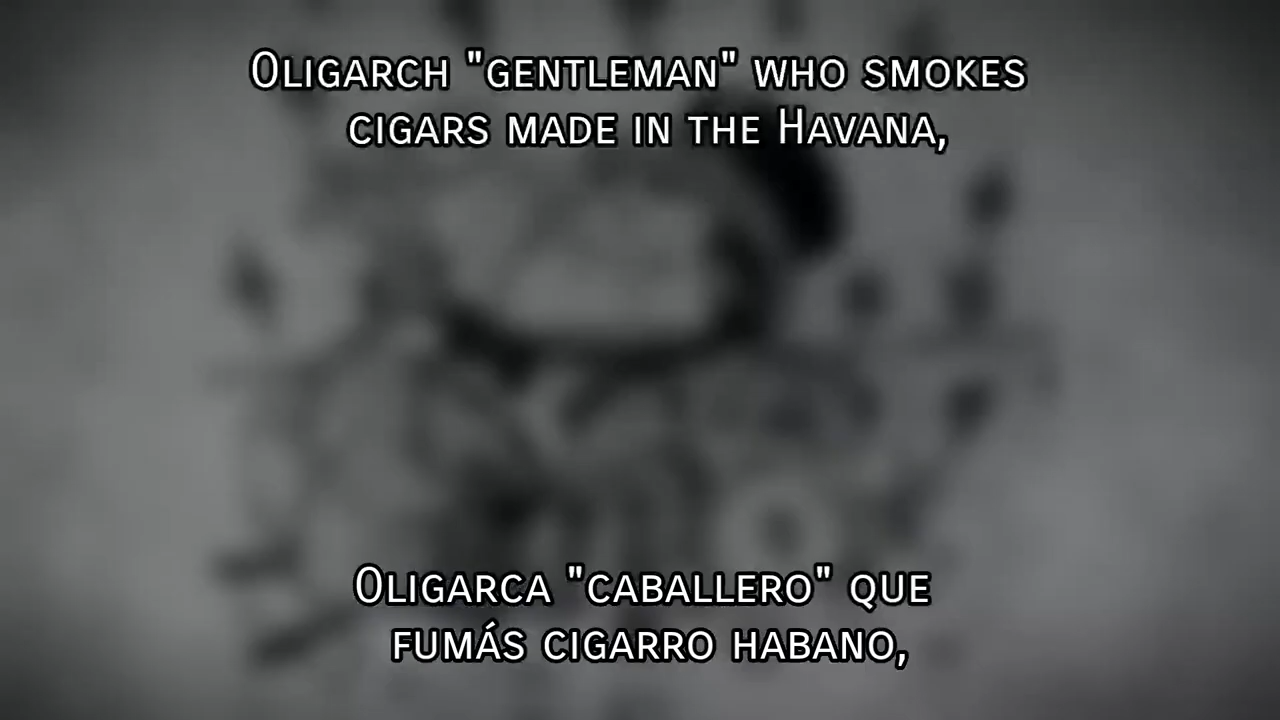 Oligarch "gentleman" who smokes
cigars made in the Havana,
Oligarca "caballero" que
fumás cigarro habano,